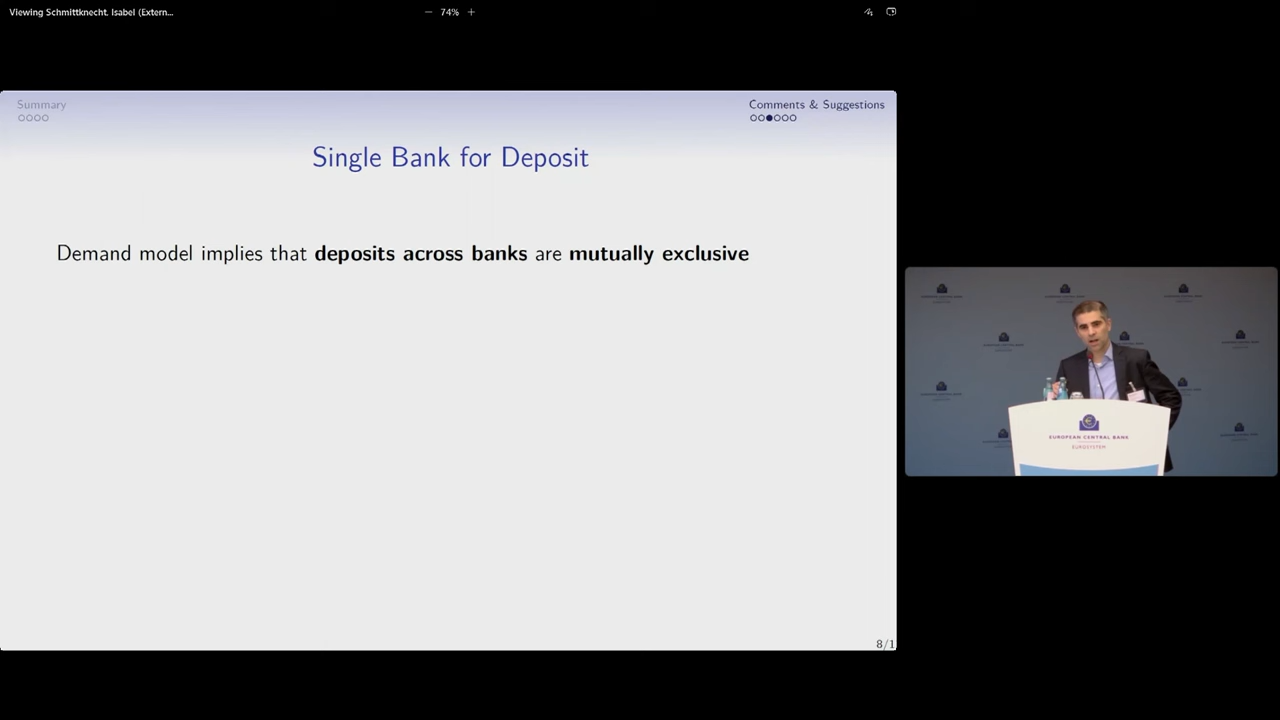 Viewing Schmittknecht, Isabel (Extern...
74%
Summary
Comments & Suggestions
Single Bank for Deposit
Demand model implies that deposits across banks are mutually exclusive
8/1
EUROPEAN CENTRAL BANK
EUROSYSTEM